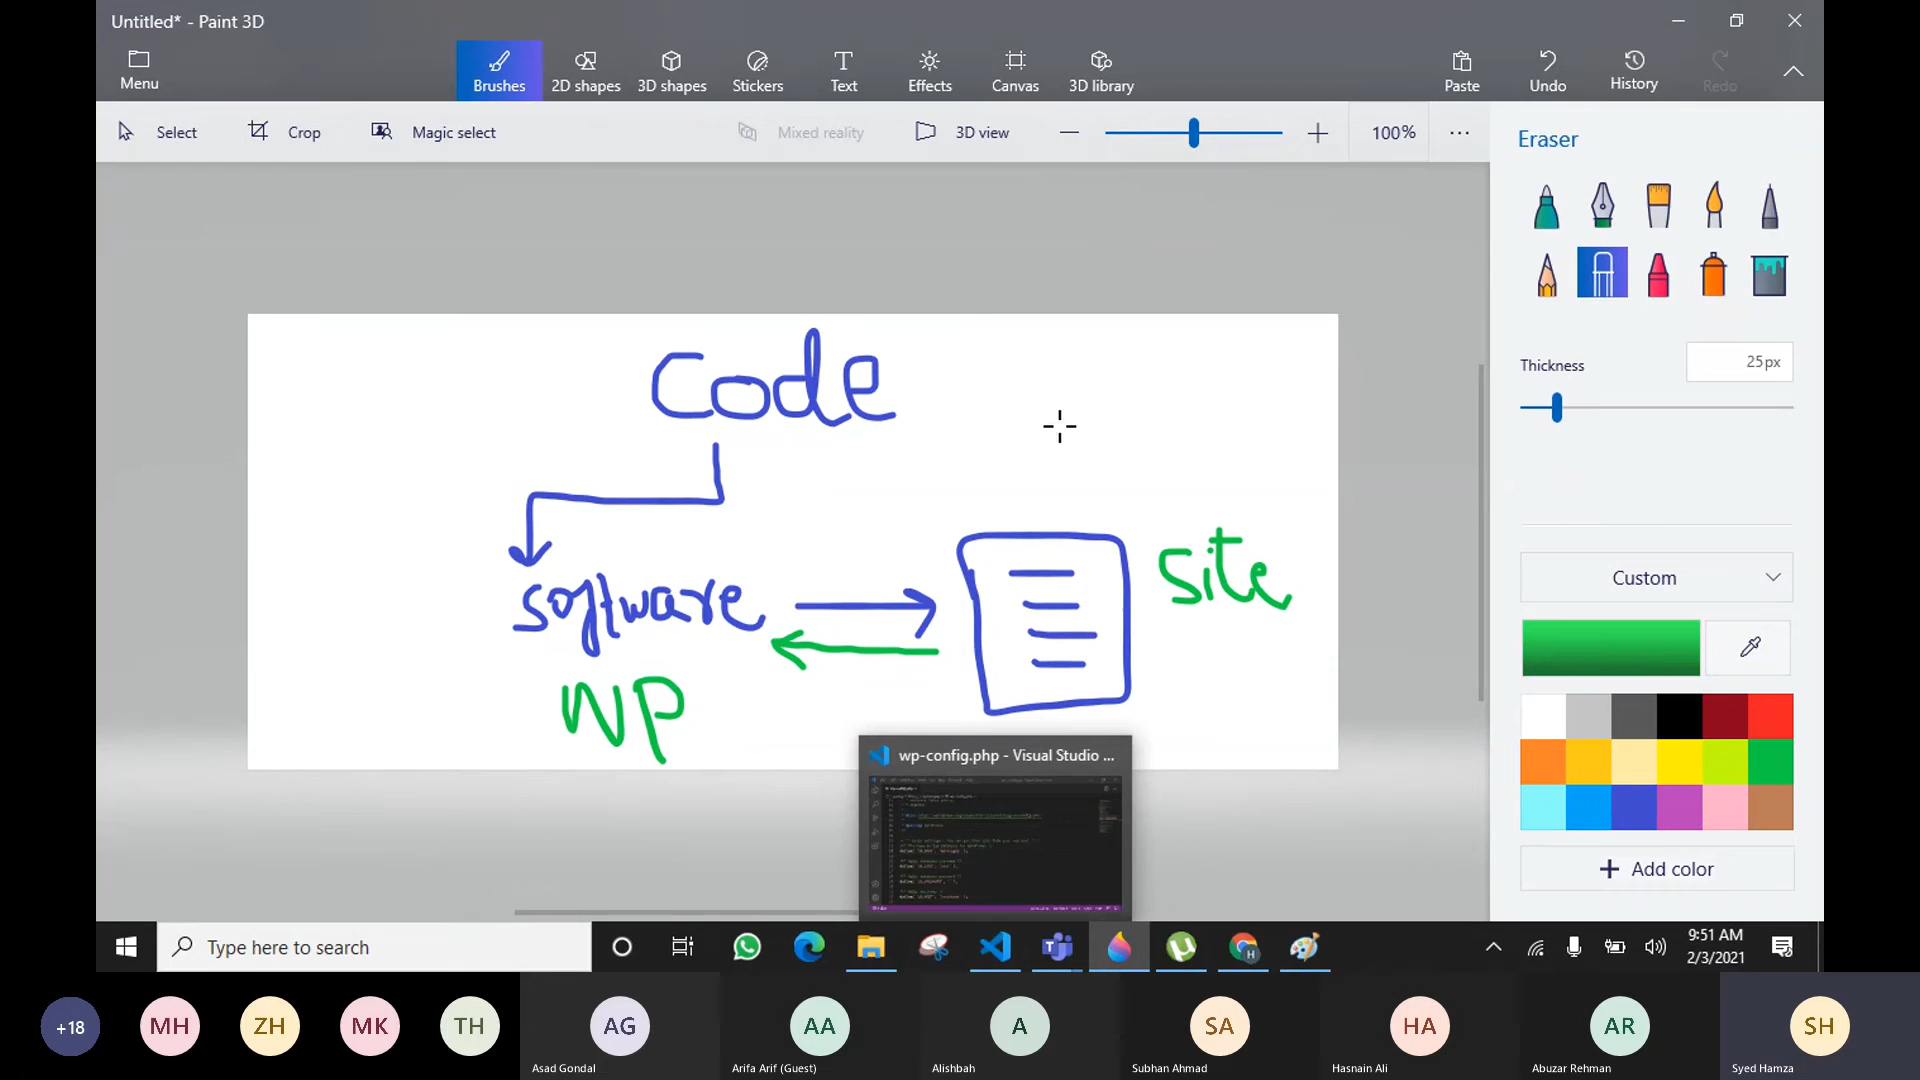 Untitled* - Paint 3D
Menu
Brushes
2D shapes
3D shapes
Stickers
Text
Effects
Canvas
3D library
Paste
Undo
History
Redo
Select
Crop
Magic select
Mixed reality
3D view
100%
Eraser
Thickness
25px
Code
software
Site
WP
Custom
Add color
wp-config.php - Visual Studio ...
Type here to search
9:51 AM
2/3/2021
+18
MH
ZH
MK
TH
AG
AA
A
SA
HA
AR
SH
Asad Gondal
Arifa Arif (Guest)
Alishbah
Subhan Ahmad
Hasnain Ali
Abuzar Rehman
Syed Hamza